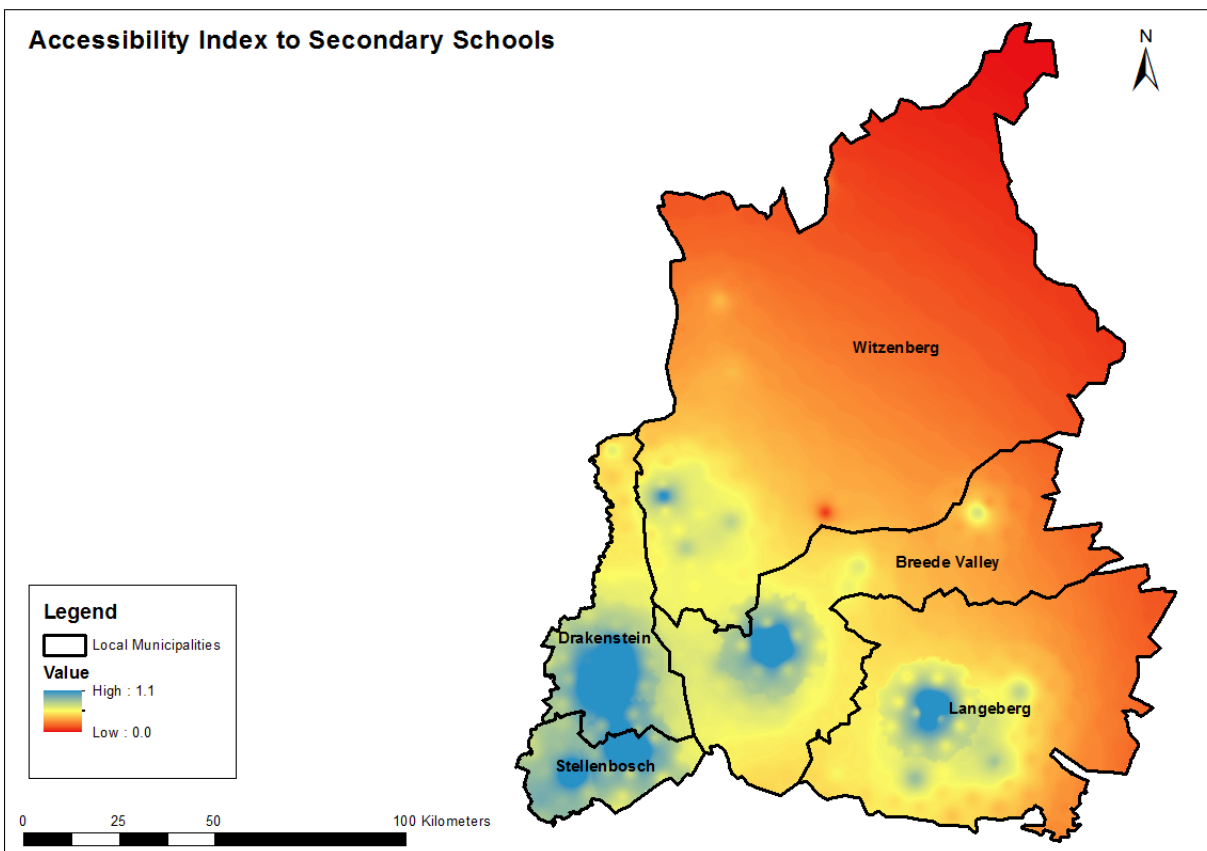 Accessibility Index to Secondary Schools
N
Witzenberg
Breede Valley
Drakenstein
Langeberg
Stellenbosch
Legend
Local Municipalities
Value
High : 1.1
Low : 0.0
0 25 50 100 Kilometers